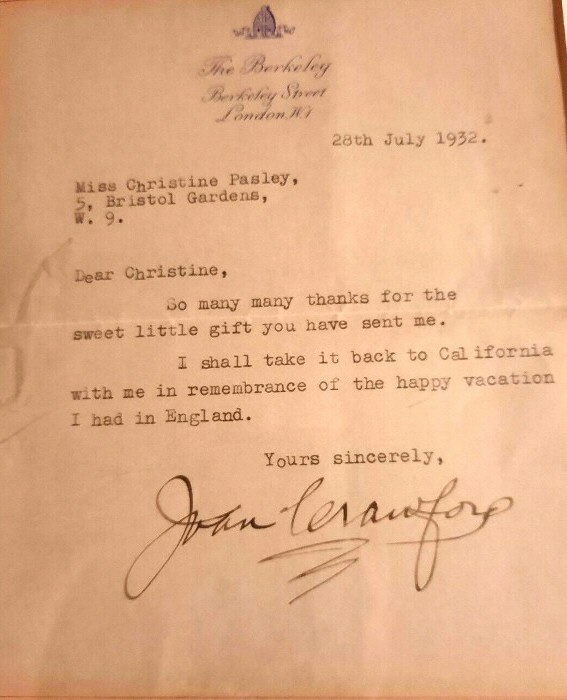 The Berkeley
Berkeley Street
London, W1
28th July 1932.
Miss Christine Pasley,
5, Bristol Gardens,
W. 9.
Dear Christine,
So many many thanks for the
sweet little gift you have sent me.
I shall take it back to California
with me in remembrance of the happy vacation
I had in England.
Yours sincerely,
Joan Crawford